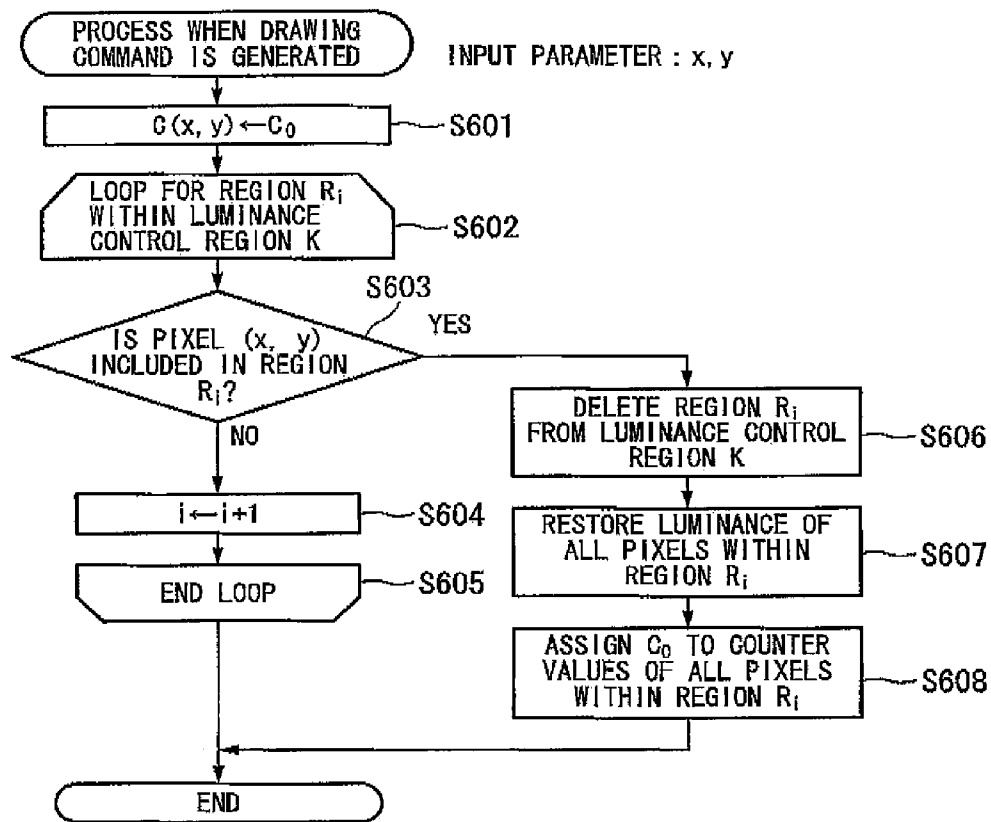 PROCESS WHEN DRAWING
COMMAND IS GENERATED
INPUT PARAMETER : x, y
C(x, y)←C0
S601
LOOP FOR REGION Ri
WITHIN LUMINANCE
CONTROL REGION K
S602
S603
IS PIXEL (x, y)
INCLUDED IN REGION
Ri?
YES
NO
i←i+1
S604
END LOOP
S605
DELETE REGION Ri
FROM LUMINANCE CONTROL
REGION K
S606
RESTORE LUMINANCE OF
ALL PIXELS WITHIN
REGION Ri
S607
ASSIGN C0 TO COUNTER
VALUES OF ALL PIXELS
WITHIN REGION Ri
S608
END